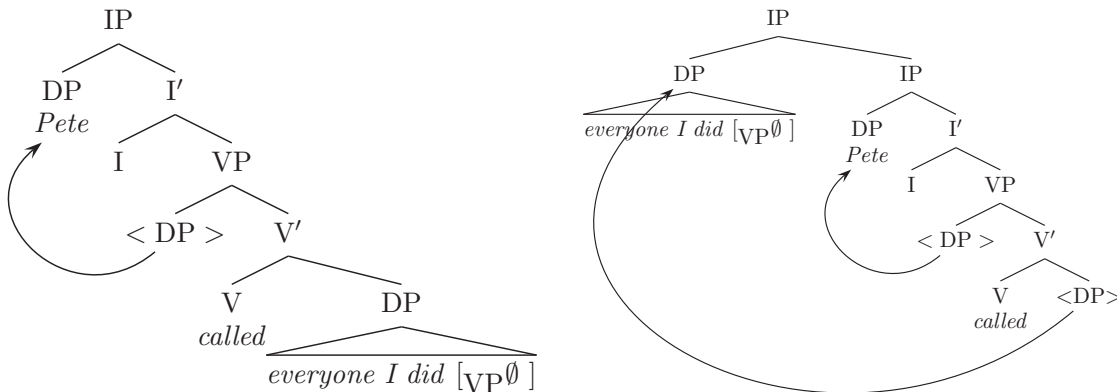 IP
DP I′
Pete
I VP
< DP > V′
V DP
called
everyone I did [VP∅ ]
IP
DP IP
everyone I did [VP∅ ]
DP I′
Pete
I VP
< DP > V′
V <DP>
called